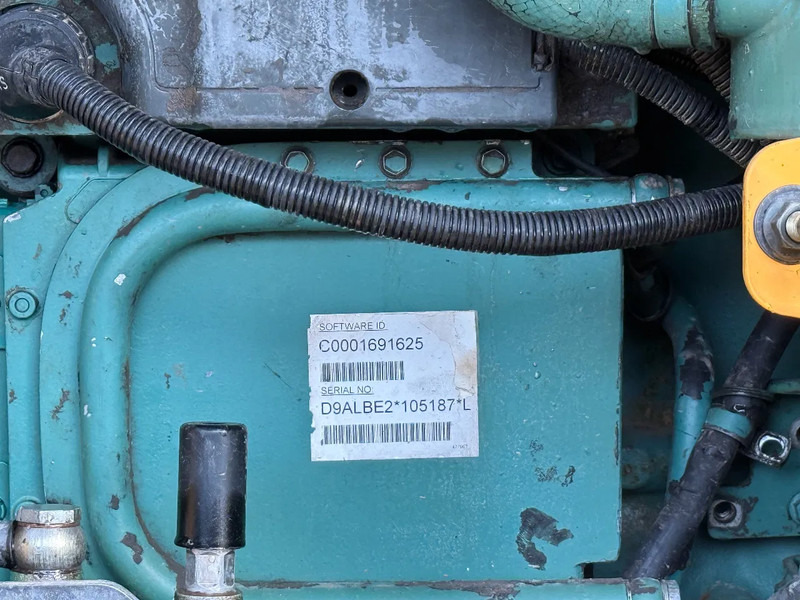 SOFTWARE ID:
C0001691625
SERIAL NO:
D9ALBE2*105187*L